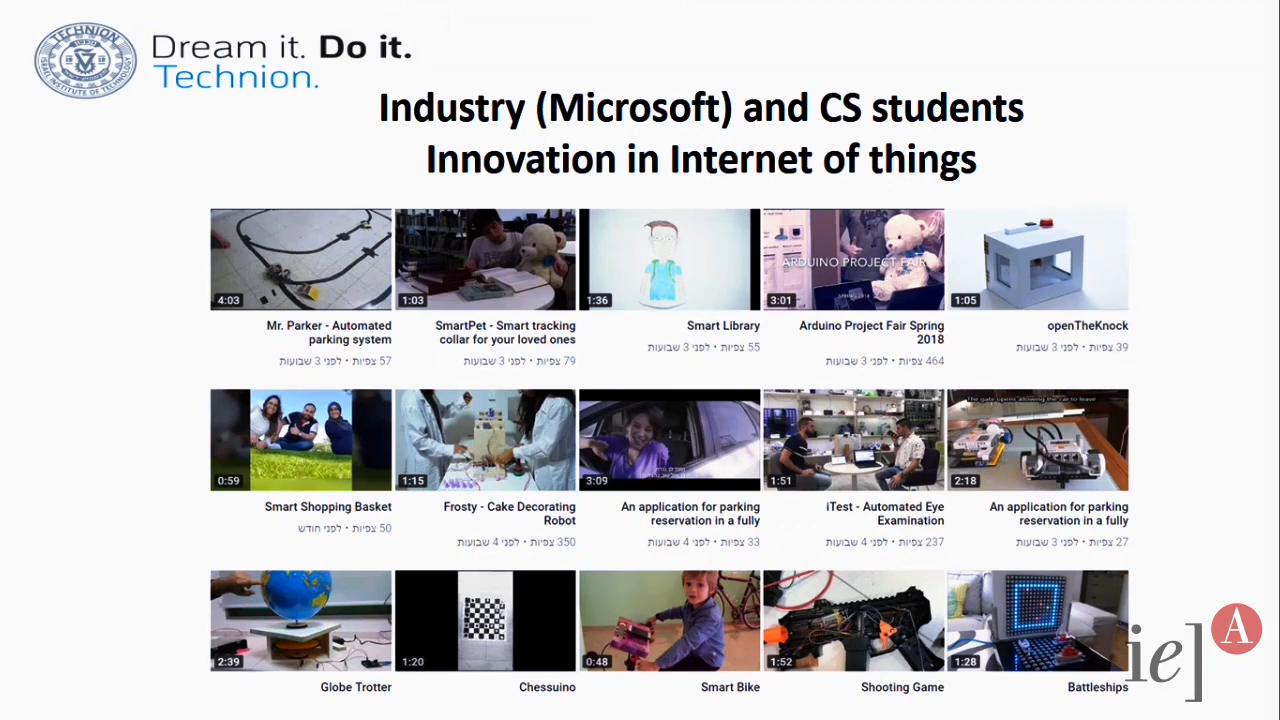 Dream it. Do it.
Technion.
Industry (Microsoft) and CS students
Innovation in Internet of things
4:03
1:03
1:36
ARDUINO PROJECT FAIR
SPRING 2018
3:01
1:05
Mr. Parker - Automated
parking system
57 צפיות • לפני 3 שבועות
SmartPet - Smart tracking
collar for your loved ones
79 צפיות • לפני 3 שבועות
Smart Library
55 צפיות • לפני 3 שבועות
Arduino Project Fair Spring
2018
464 צפיות • לפני 3 שבועות
openTheKnock
39 צפיות • לפני 3 שבועות
The gate opens allowing the car to leave
0:59
1:15
3:09
1:51
2:18
Smart Shopping Basket
50 צפיות • לפני חודש
Frosty - Cake Decorating
Robot
350 צפיות • לפני 4 שבועות
An application for parking
reservation in a fully
33 צפיות • לפני 4 שבועות
iTest - Automated Eye
Examination
237 צפיות • לפני 4 שבועות
An application for parking
reservation in a fully
27 צפיות • לפני 3 שבועות
2:39
1:20
0:48
1:52
1:28
Globe Trotter
Chessuino
Smart Bike
Shooting Game
Battleships
ie]
A